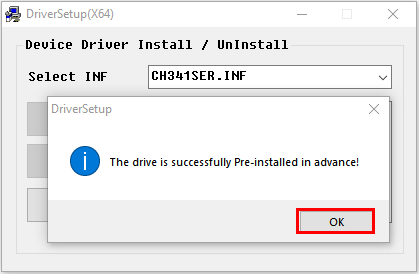 DriverSetup(X64)
Device Driver Install / UnInstall
Select INF
CH341SER.INF
DriverSetup
The drive is successfully Pre-installed in advance!
OK